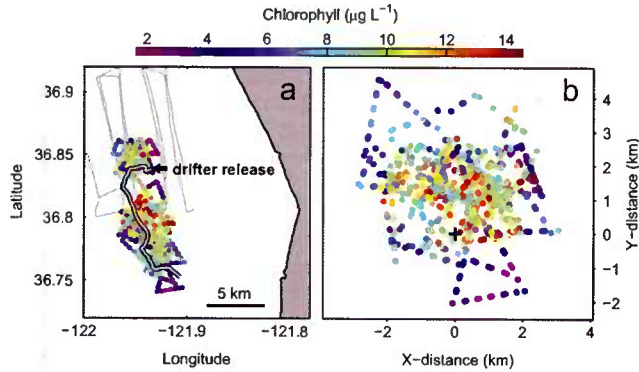 Chlorophyll (µg L⁻¹)
2 4 6 8 10 12 14
a
b
36.9
36.85
36.8
36.75
Latitude
drifter release
5 km
-122 -121.9 -121.8
Longitude
4
3
2
1
0
-1
-2
Y-distance (km)
-2 0 2 4
X-distance (km)